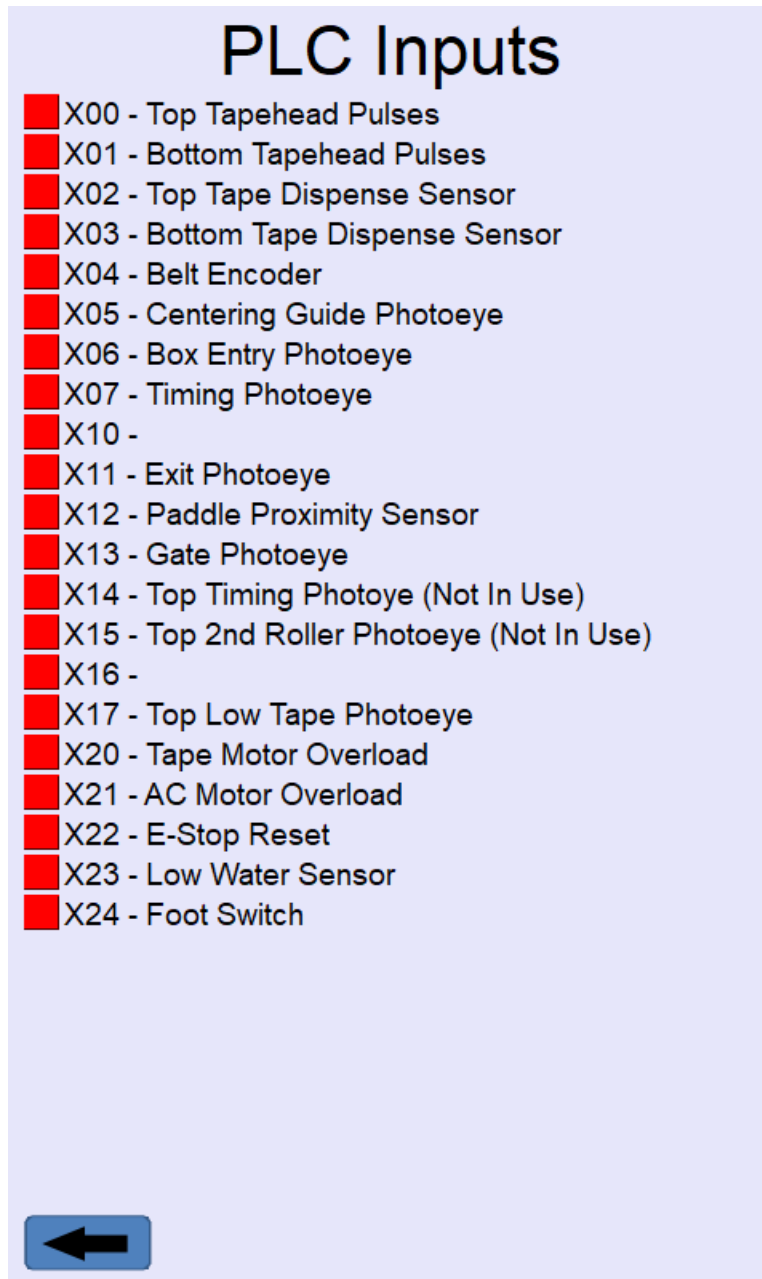 PLC Inputs
X00 - Top Tapehead Pulses
X01 - Bottom Tapehead Pulses
X02 - Top Tape Dispense Sensor
X03 - Bottom Tape Dispense Sensor
X04 - Belt Encoder
X05 - Centering Guide Photoeye
X06 - Box Entry Photoeye
X07 - Timing Photoeye
X10 -
X11 - Exit Photoeye
X12 - Paddle Proximity Sensor
X13 - Gate Photoeye
X14 - Top Timing Photoye (Not In Use)
X15 - Top 2nd Roller Photoeye (Not In Use)
X16 -
X17 - Top Low Tape Photoeye
X20 - Tape Motor Overload
X21 - AC Motor Overload
X22 - E-Stop Reset
X23 - Low Water Sensor
X24 - Foot Switch